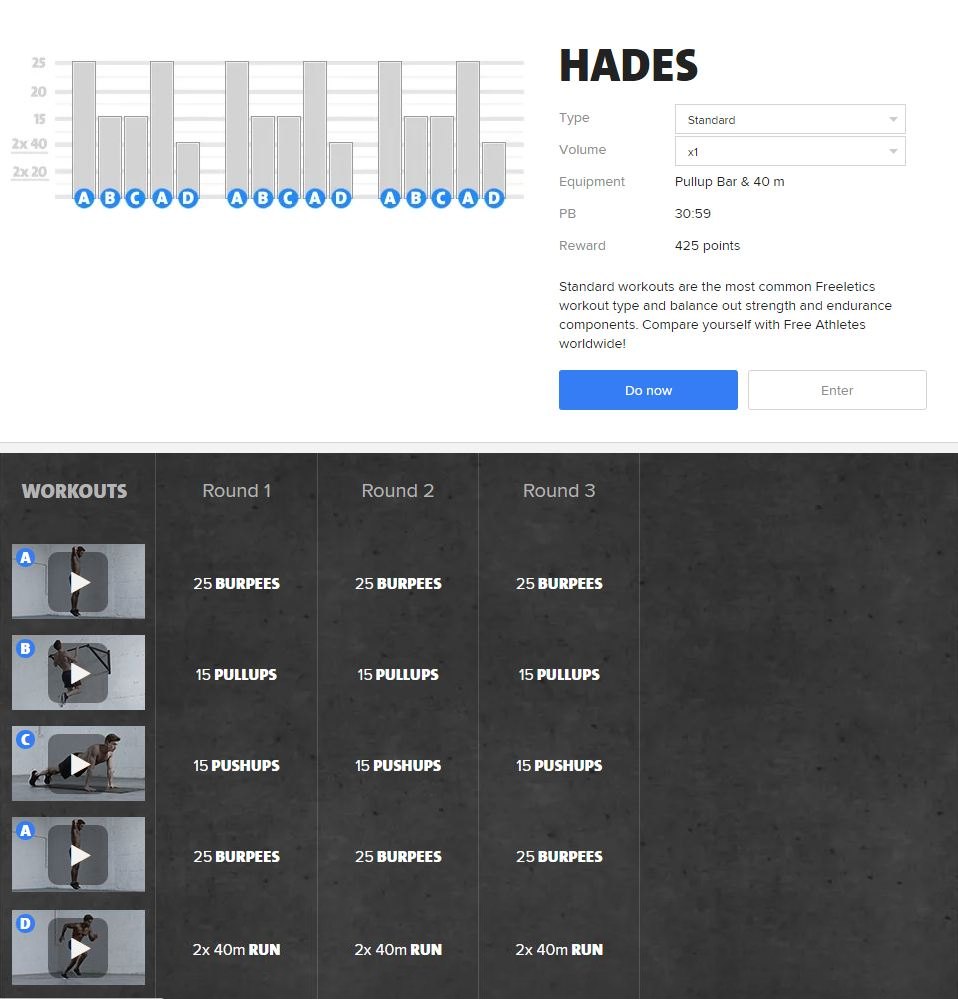 25
20
15
2x 40
2x 20
A B C A D A B C A D A B C A D
HADES
Type Standard
Volume x1
Equipment Pullup Bar & 40 m
PB 30:59
Reward 425 points
Standard workouts are the most common Freeletics
workout type and balance out strength and endurance
components. Compare yourself with Free Athletes
worldwide!
Do now Enter
WORKOUTS Round 1 Round 2 Round 3
A 25 BURPEES 25 BURPEES 25 BURPEES
B 15 PULLUPS 15 PULLUPS 15 PULLUPS
C 15 PUSHUPS 15 PUSHUPS 15 PUSHUPS
A 25 BURPEES 25 BURPEES 25 BURPEES
D 2x 40m RUN 2x 40m RUN 2x 40m RUN